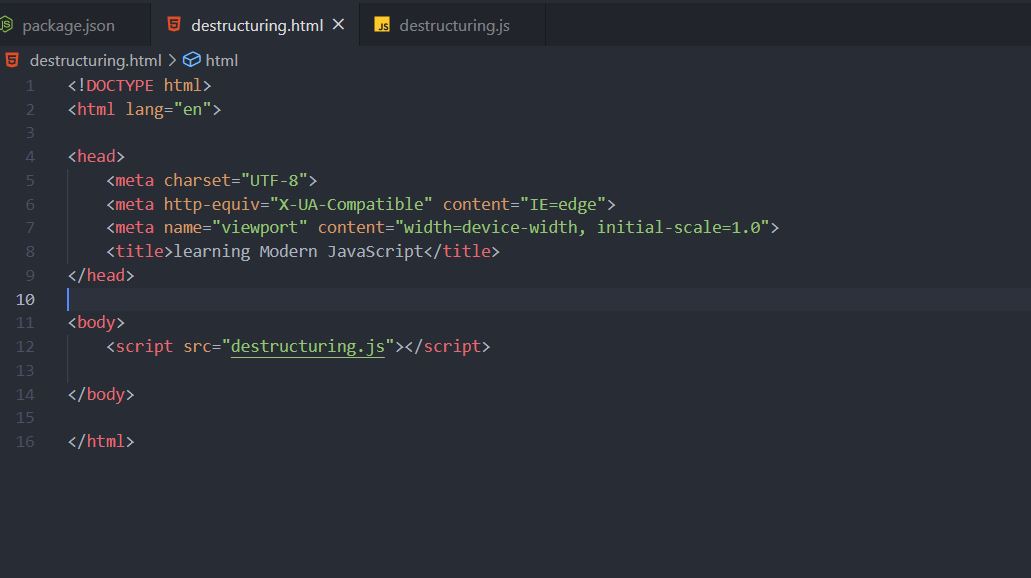 package.json destructuring.html destructuring.js
destructuring.html > html
1 <!DOCTYPE html>
2 <html lang="en">
3
4 <head>
5     <meta charset="UTF-8">
6     <meta http-equiv="X-UA-Compatible" content="IE=edge">
7     <meta name="viewport" content="width=device-width, initial-scale=1.0">
8     <title>learning Modern JavaScript</title>
9 </head>
10
11 <body>
12     <script src="destructuring.js"></script>
13
14 </body>
15
16 </html>